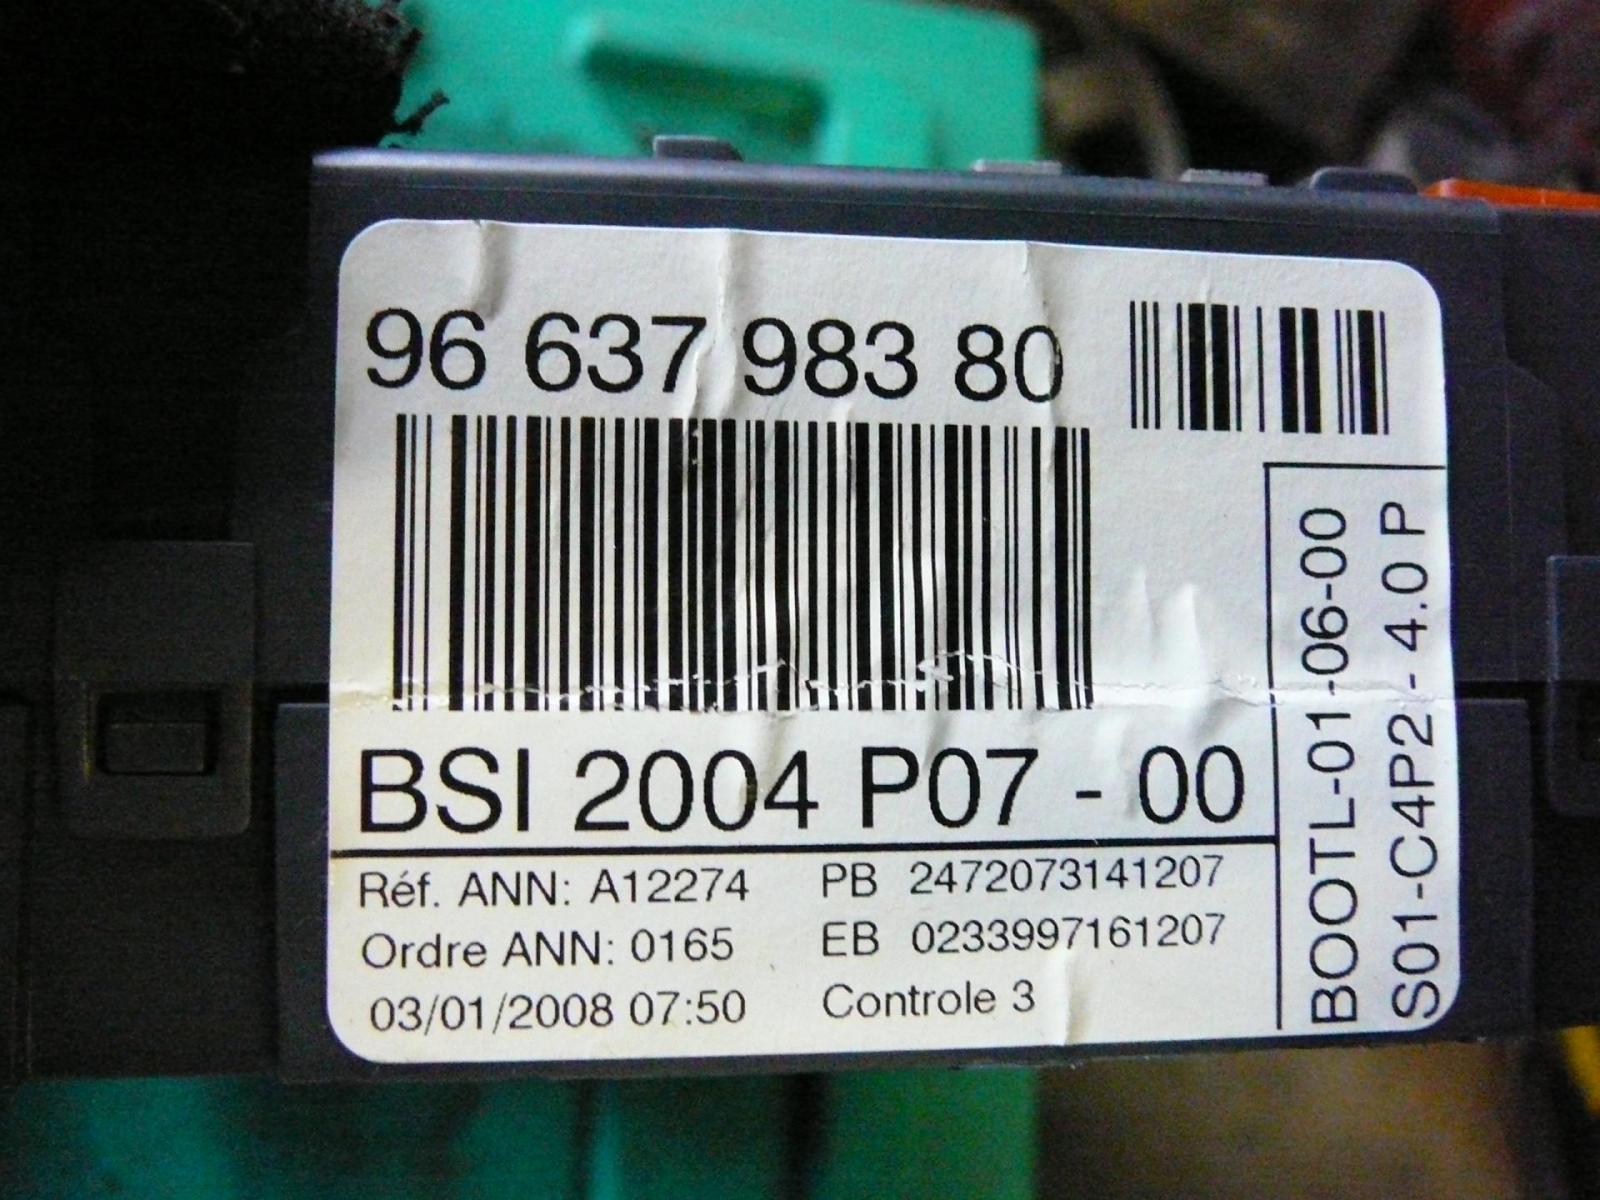 96 637 983 80
BSI 2004 P07 - 00
Réf. ANN: A12274
Ordre ANN: 0165
03/01/2008 07:50
PB 2472073141207
EB 0233997161207
Controle 3
BOOTL-01-06-00
S01-C4P2 - 4.0 P